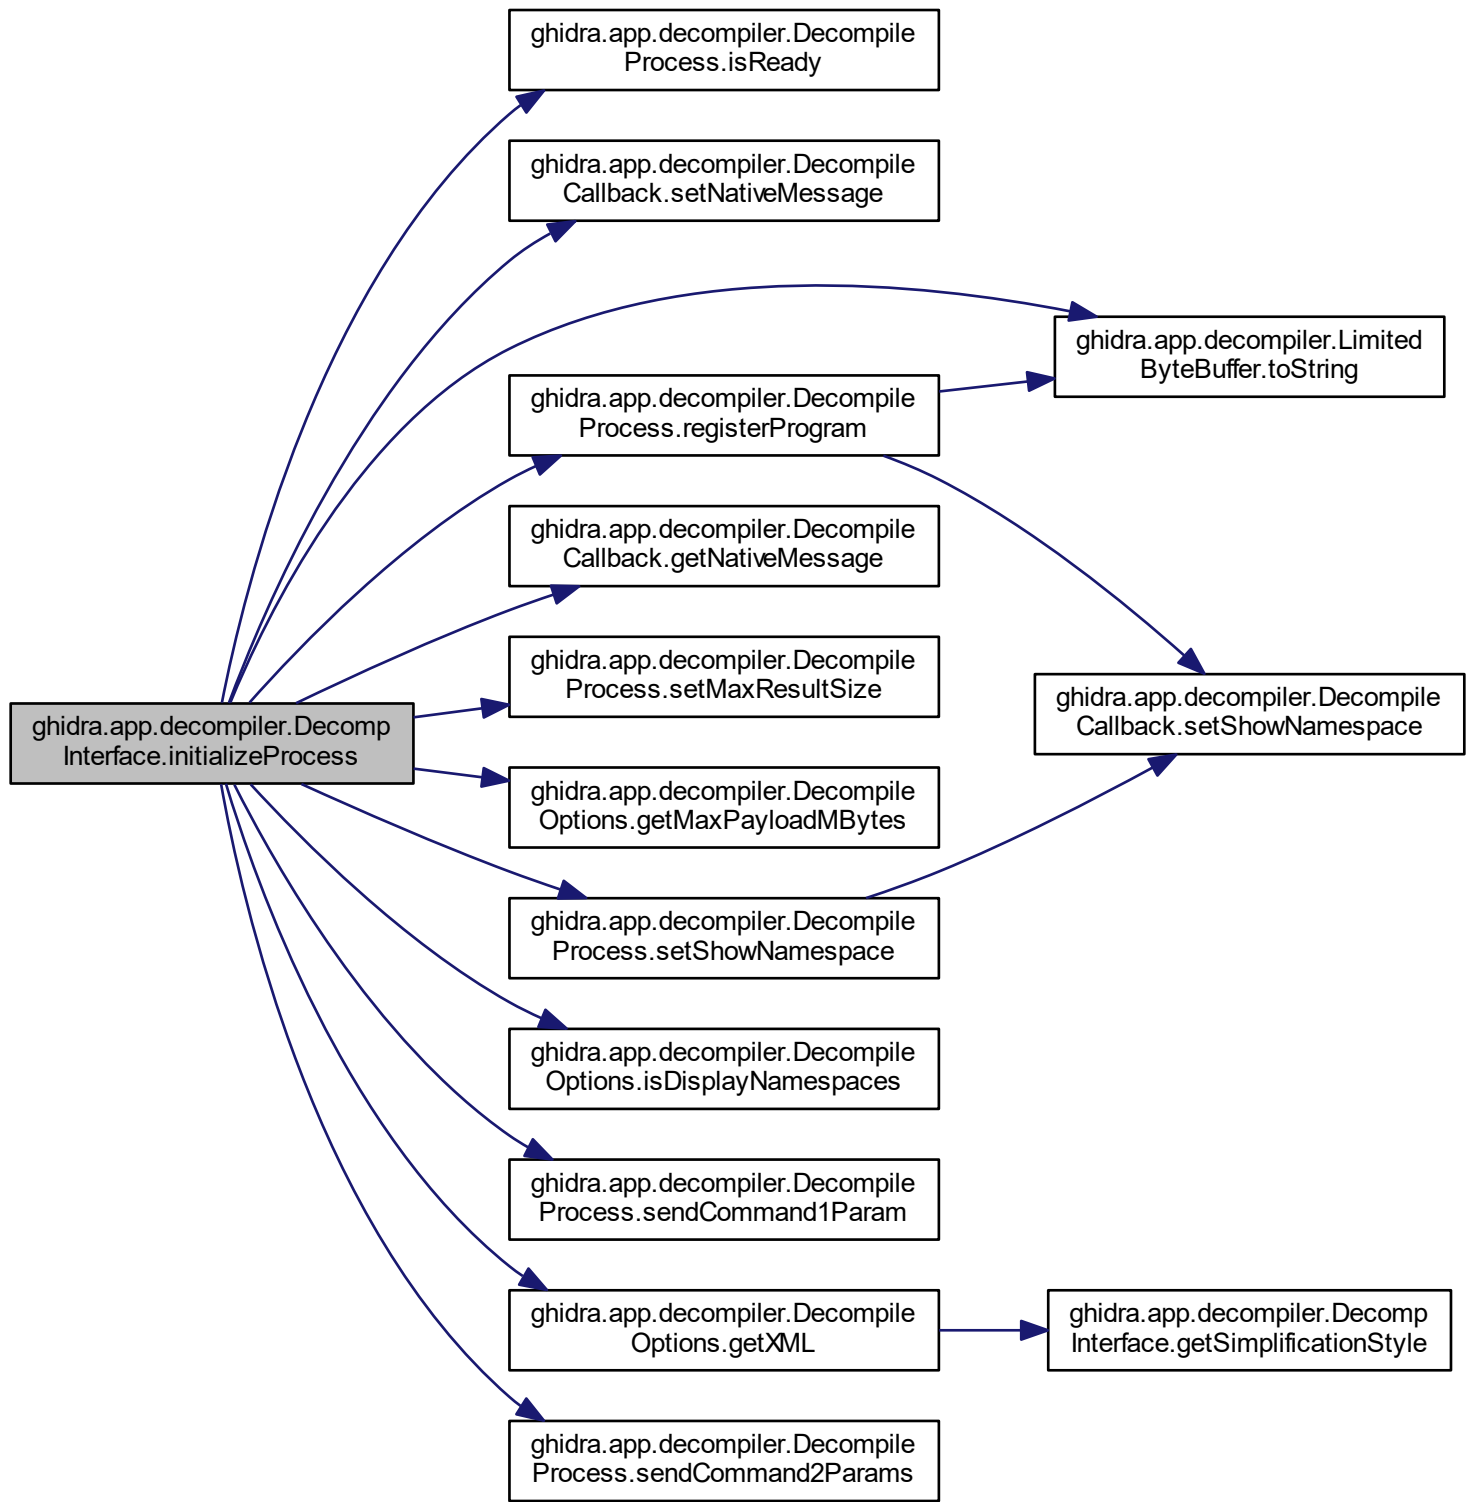 ghidra.app.decompiler.Decompile
Process.isReady
ghidra.app.decompiler.Decompile
Callback.setNativeMessage
ghidra.app.decompiler.Limited
ByteBuffer.toString
ghidra.app.decompiler.Decompile
Process.registerProgram
ghidra.app.decompiler.Decompile
Callback.getNativeMessage
ghidra.app.decompiler.Decompile
Process.setMaxResultSize
ghidra.app.decompiler.Decompile
Callback.setShowNamespace
ghidra.app.decompiler.Decomp
Interface.initializeProcess
ghidra.app.decompiler.Decompile
Options.getMaxPayloadMBytes
ghidra.app.decompiler.Decompile
Process.setShowNamespace
ghidra.app.decompiler.Decompile
Options.isDisplayNamespaces
ghidra.app.decompiler.Decompile
Process.sendCommand1Param
ghidra.app.decompiler.Decompile
Options.getXML
ghidra.app.decompiler.Decomp
Interface.getSimplificationStyle
ghidra.app.decompiler.Decompile
Process.sendCommand2Params